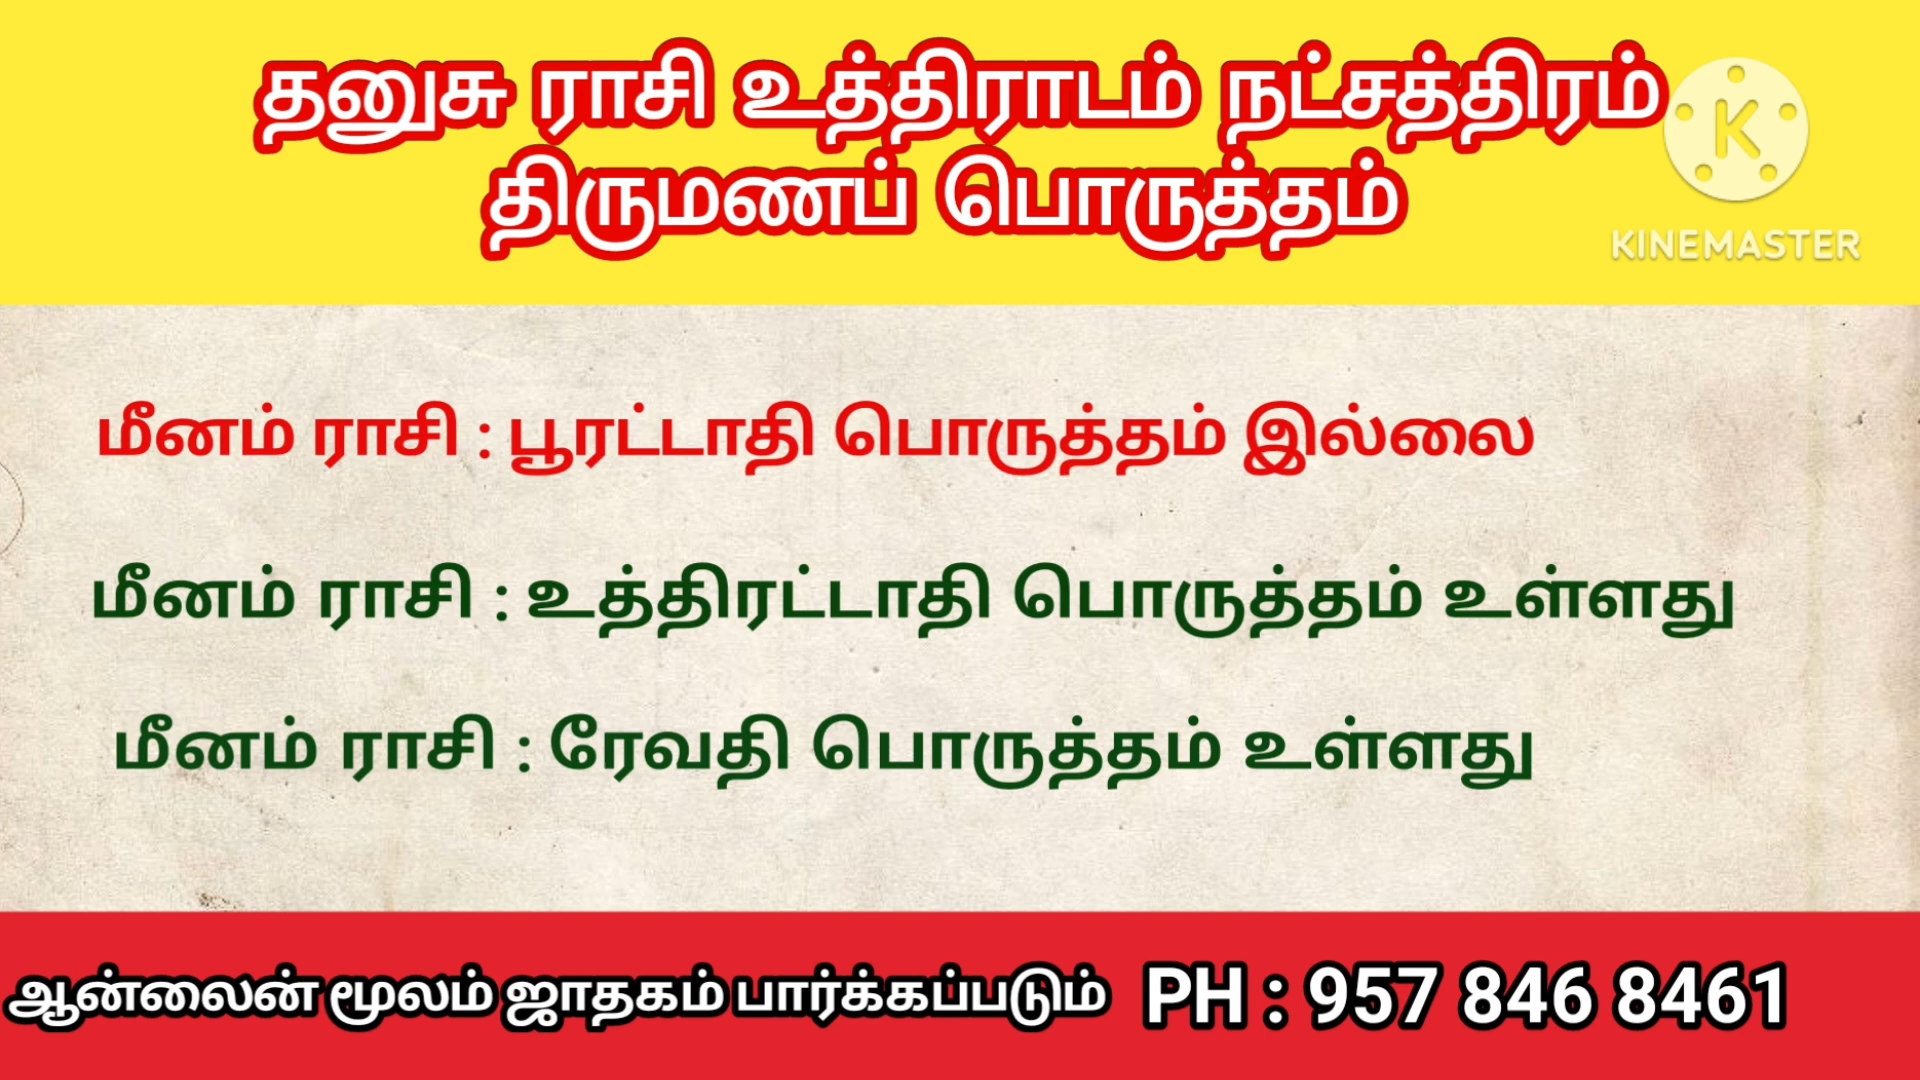 தனுசு ராசி உத்திராடம் நட்சத்திரம்
திருமணப் பொருத்தம்
KINEMASTER
மீனம் ராசி : பூரட்டாதி பொருத்தம் இல்லை
மீனம் ராசி : உத்திரட்டாதி பொருத்தம் உள்ளது
மீனம் ராசி : ரேவதி பொருத்தம் உள்ளது
ஆன்லைன் மூலம் ஜாதகம் பார்க்கப்படும் PH : 957 846 8461